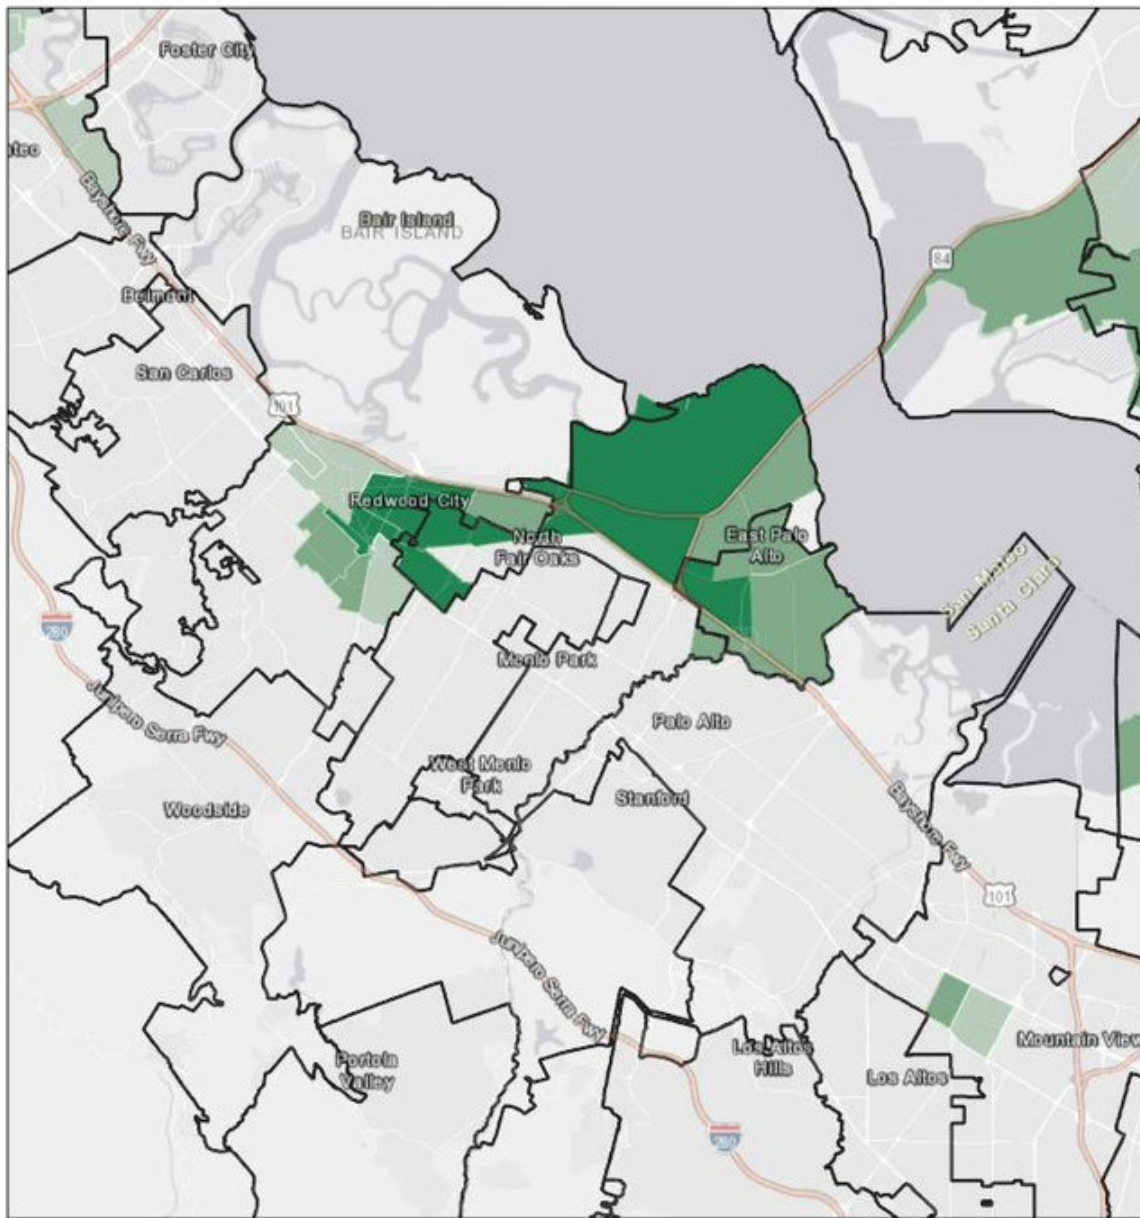 Foster City
ateo
Bayshore Fwy
Bair Island
BAIR ISLAND
84
Belmont
San Carlos
101
Redwood City
North
Fair Oaks
East Palo
Alto
San Mateo
Santa Clara
280
Menlo Park
Junipero Serra Fwy
Palo Alto
West Menlo
Park
Stanford
Woodside
Bayshore Fwy
101
Junipero Serra Fwy
Portola
Valley
Los Altos
Hills
Los Altos
Mountain View
280